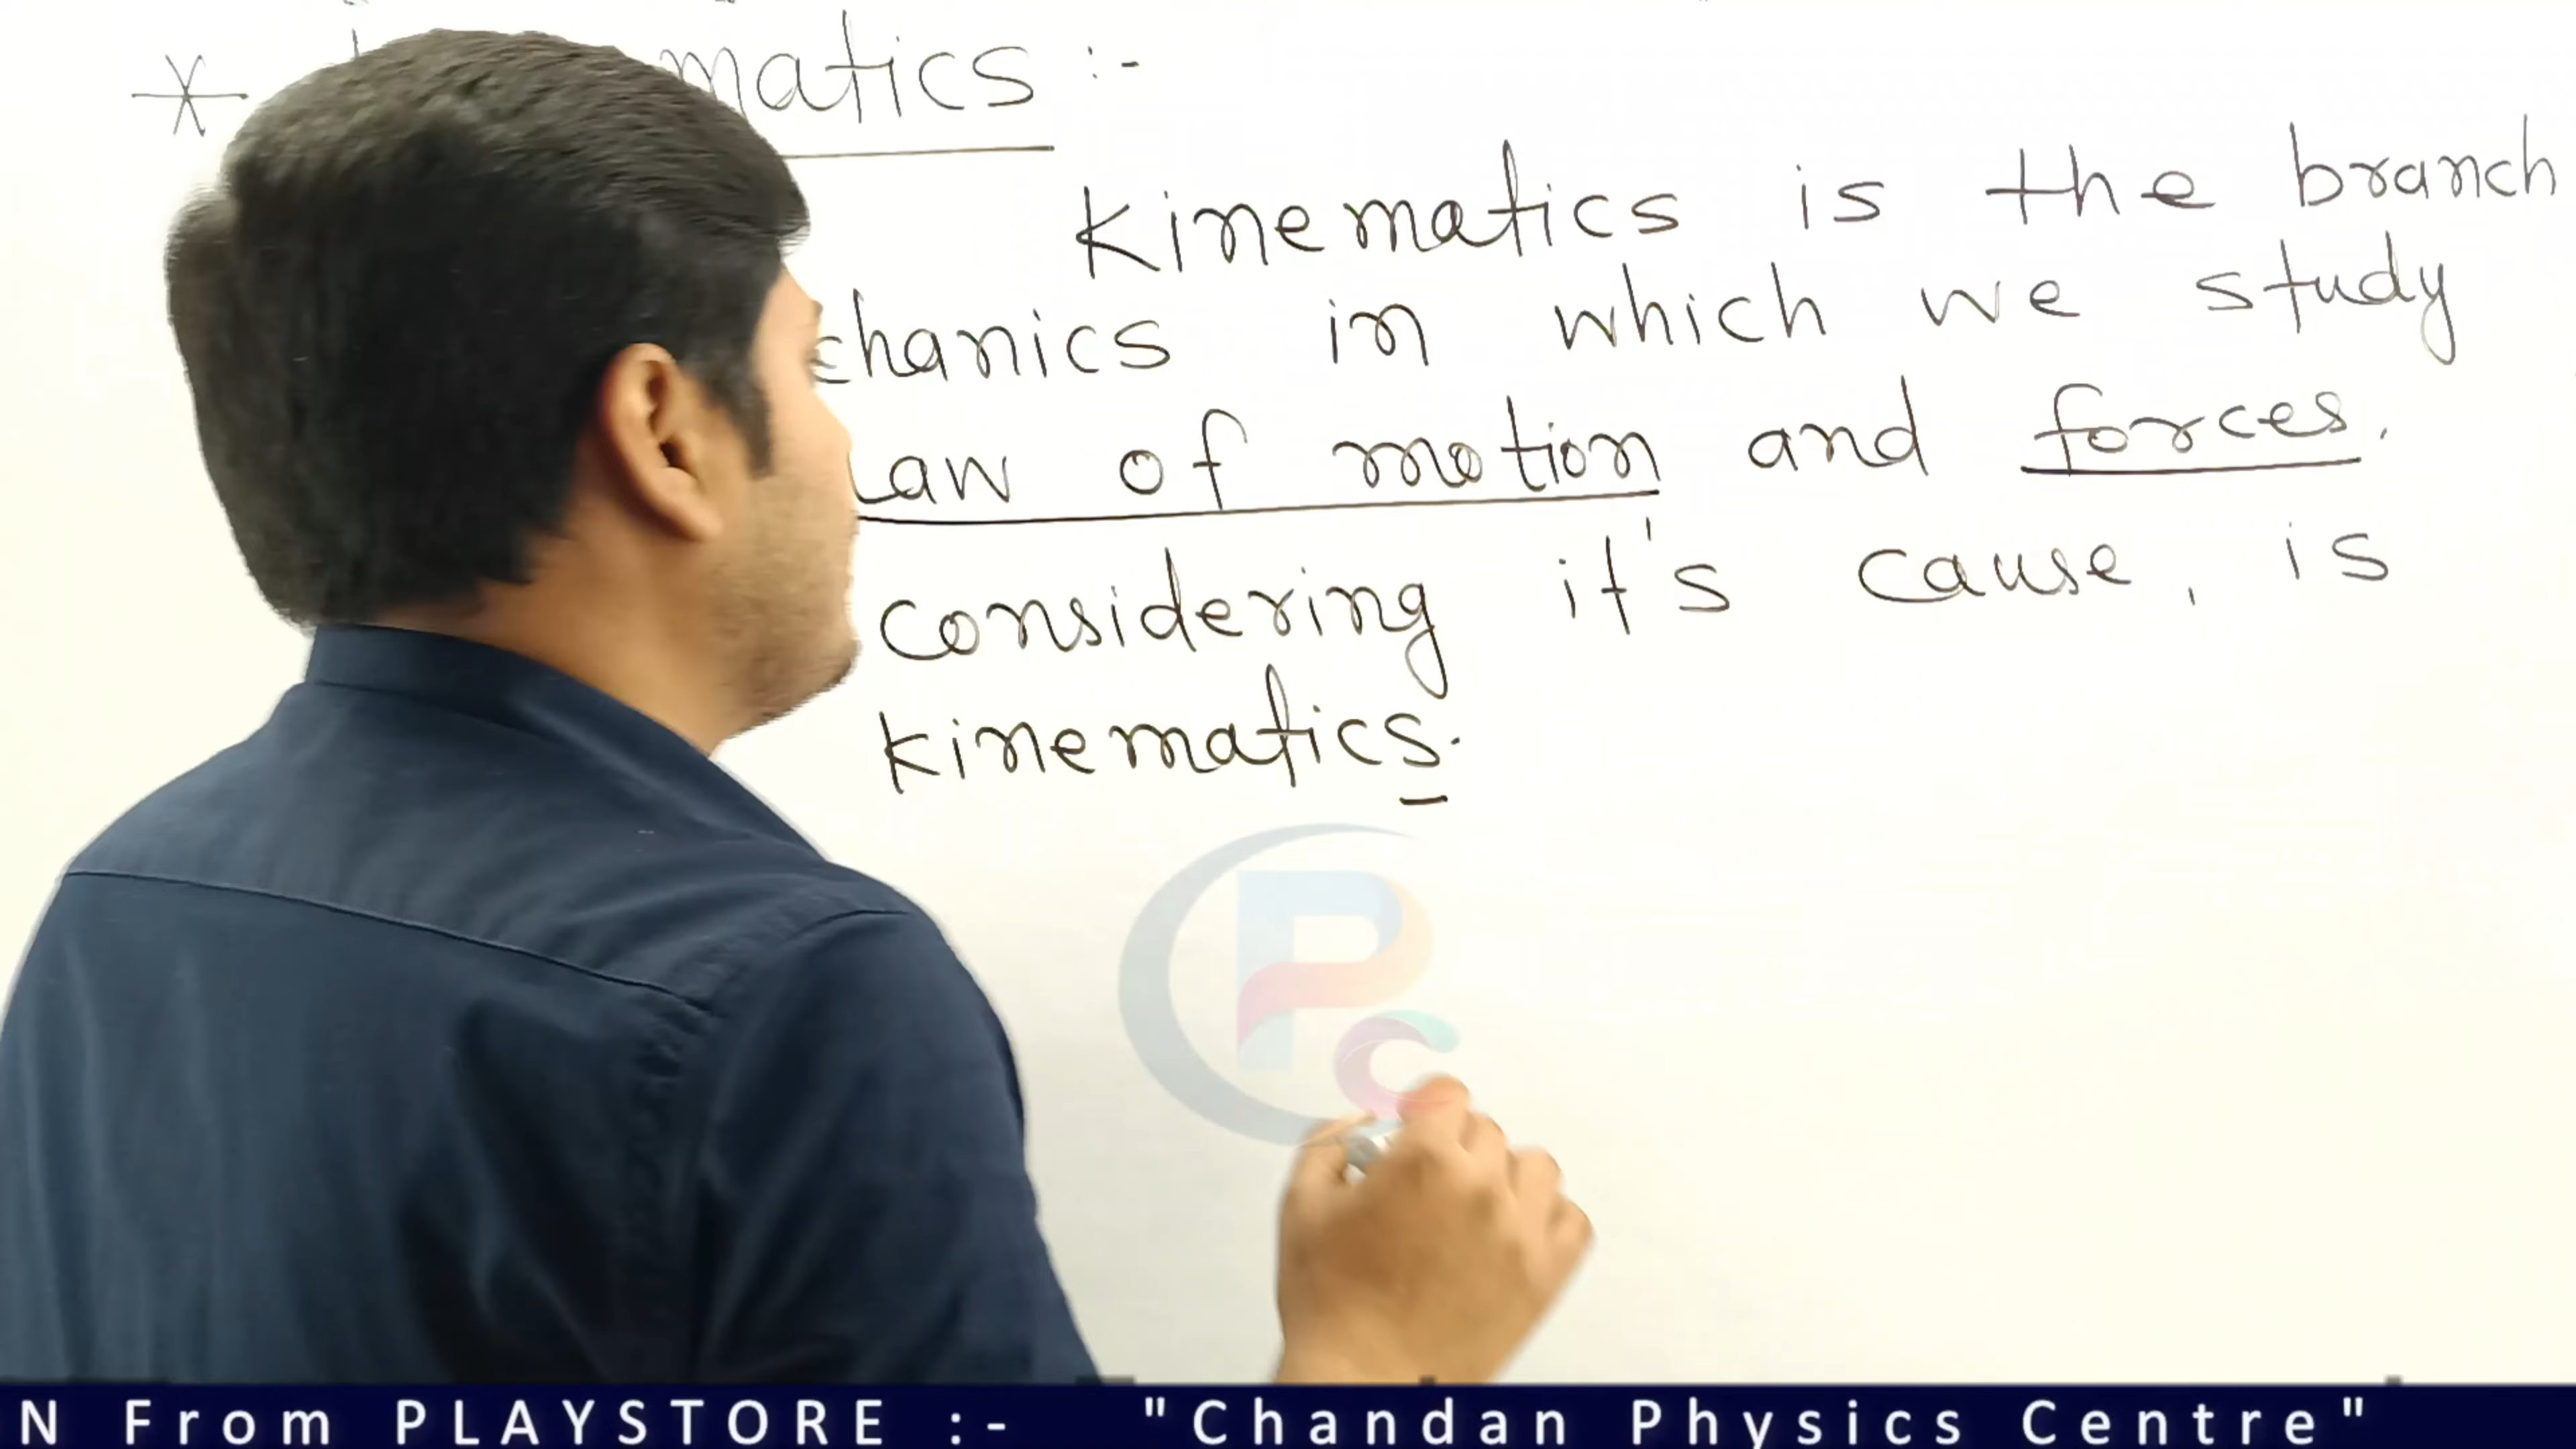 * matics :-
Kinematics is the branch
chanics in which we study
Law of motion and forces.
considering it's cause, is
kinematics.
PC
N From PLAYSTORE :- "Chandan Physics Centre"